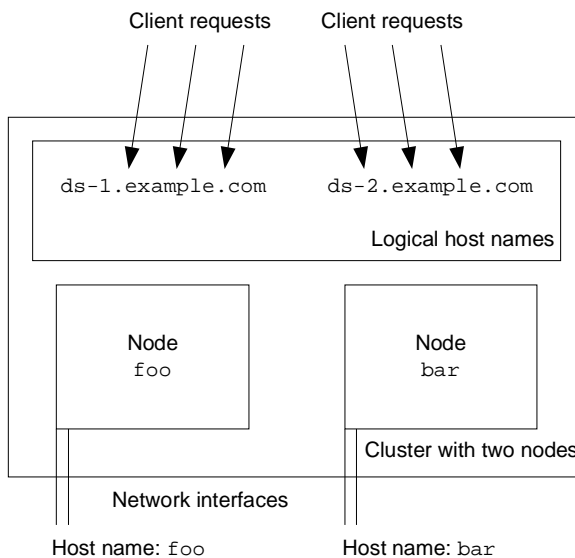 Client requests Client requests
ds-1.example.com ds-2.example.com
Logical host names
Node Node
foo bar
Cluster with two nodes
Network interfaces
Host name: foo Host name: bar